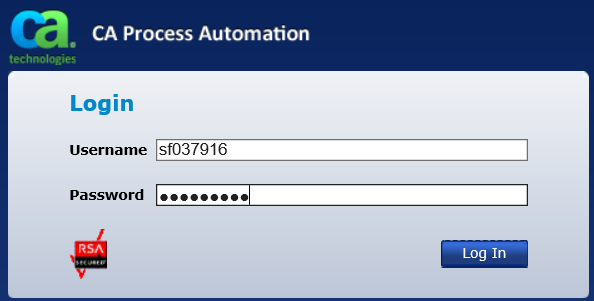 ca.
technologies
CA Process Automation
Login
Username sf037916
Password ●●●●●●●●●
RSA
SECURED
Log In